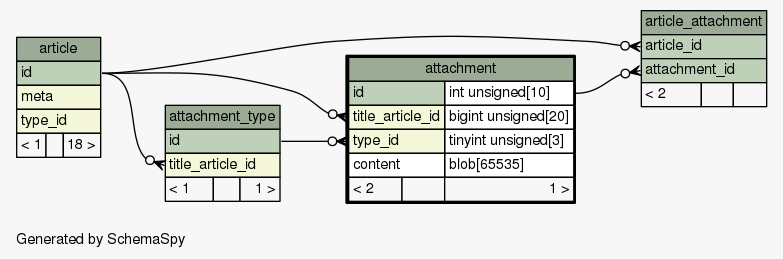 article
id
meta
type_id
< 1 18 >
attachment_type
id
title_article_id
< 1 1 >
attachment
id int unsigned[10]
title_article_id bigint unsigned[20]
type_id tinyint unsigned[3]
content blob[65535]
< 2 1 >
article_attachment
article_id
attachment_id
< 2
Generated by SchemaSpy